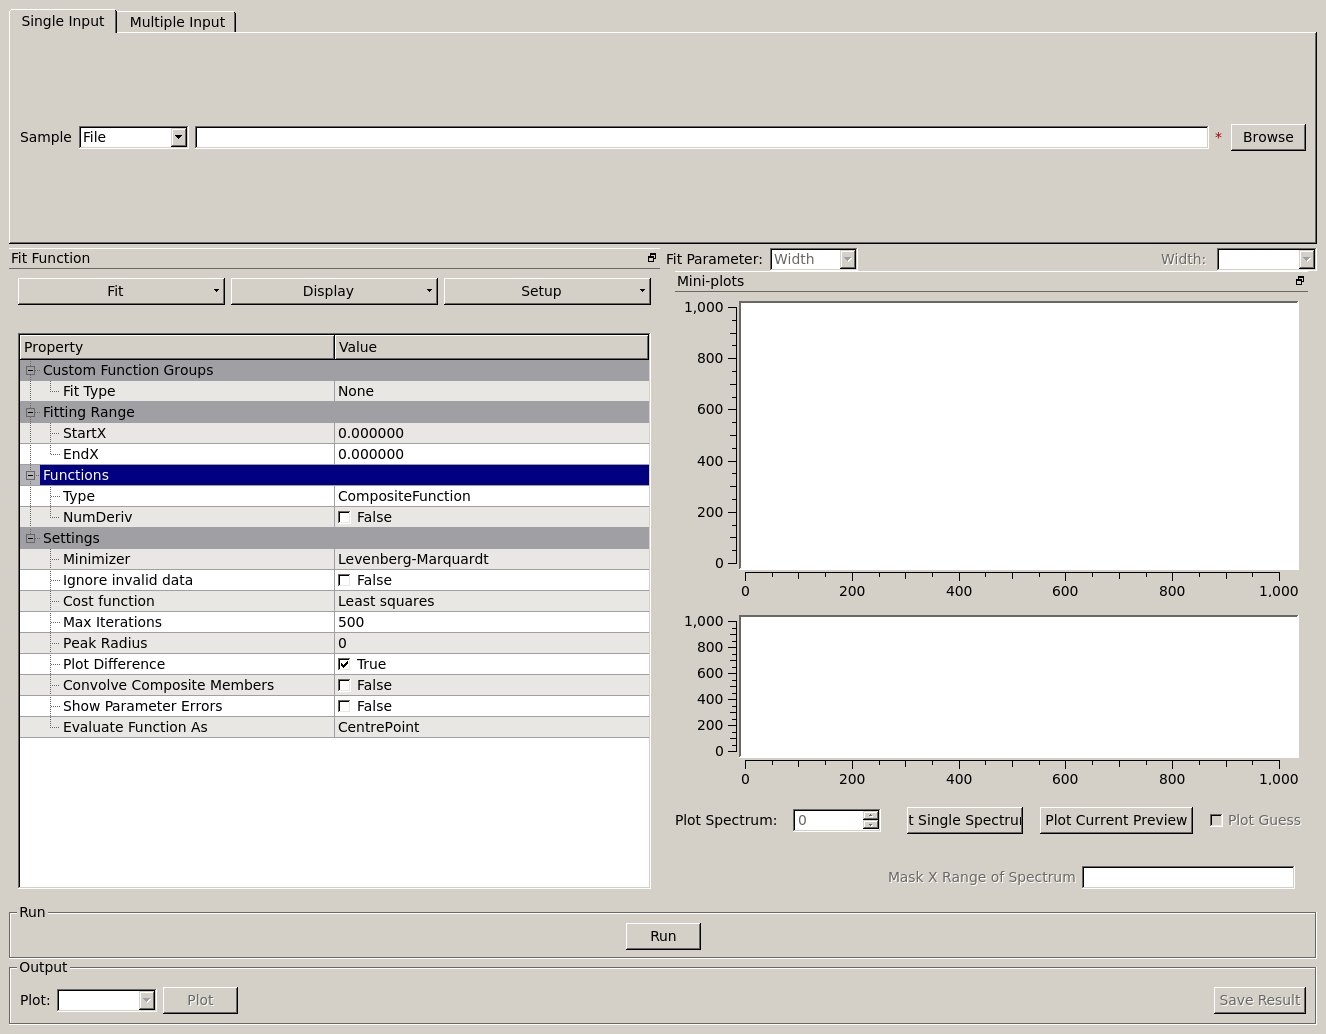 Single Input
Multiple Input
Sample
File
*
Browse
Fit Function
Fit Parameter:
Width
Width:
Fit
Display
Setup
Mini-plots
Property
Value
Custom Function Groups
Fit Type
None
Fitting Range
StartX
0.000000
EndX
0.000000
Functions
Type
CompositeFunction
NumDeriv
False
Settings
Minimizer
Levenberg-Marquardt
Ignore invalid data
False
Cost function
Least squares
Max Iterations
500
Peak Radius
0
Plot Difference
True
Convolve Composite Members
False
Show Parameter Errors
False
Evaluate Function As
CentrePoint
1,000
800
600
400
200
0
0 200 400 600 800 1,000
1,000
800
600
400
200
0
0 200 400 600 800 1,000
Plot Spectrum:
0
t Single Spectru
Plot Current Preview
Plot Guess
Mask X Range of Spectrum
Run
Run
Output
Plot:
Plot
Save Result